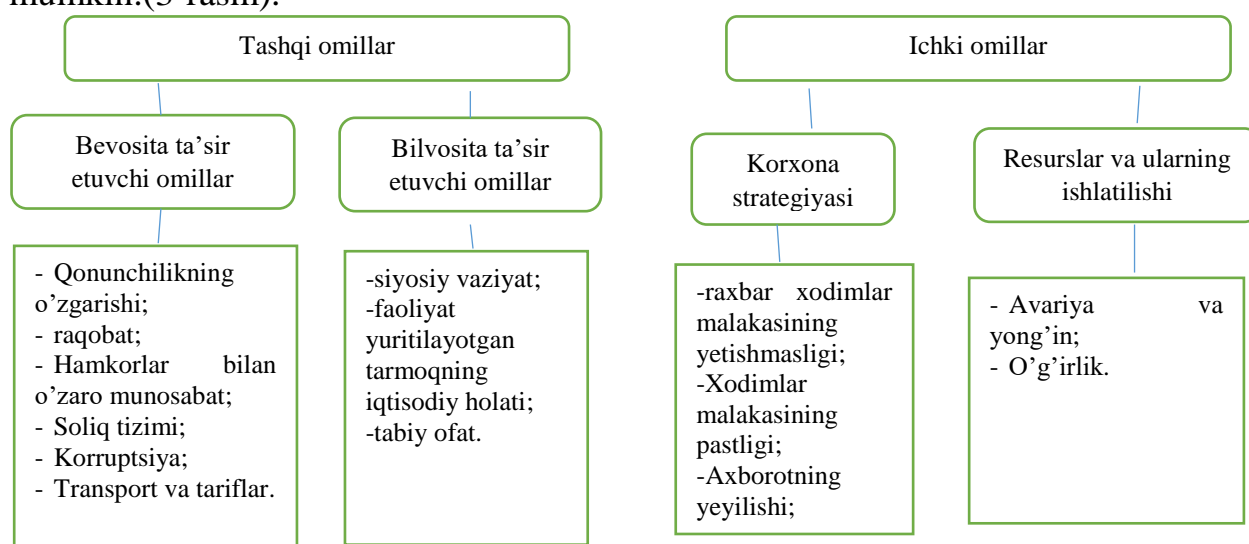 mumkin.(3-rasm).
Tashqi omillar
Ichki omillar
Bevosita ta’sir
etuvchi omillar
Bilvosita ta’sir
etuvchi omillar
Korxona
strategiyasi
Resurslar va ularning
ishlatilishi
- Qonunchilikning
o’zgarishi;
- raqobat;
- Hamkorlar bilan
o’zaro munosabat;
- Soliq tizimi;
- Korruptsiya;
- Transport va tariflar.
-siyosiy vaziyat;
-faoliyat
yuritilayotgan
tarmoqning
iqtisodiy holati;
-tabiy ofat.
-raxbar xodimlar
malakasining
yetishmasligi;
-Xodimlar
malakasining
pastligi;
-Axborotning
yeyilishi;
- Avariya va
yong’in;
- O’g’irlik.